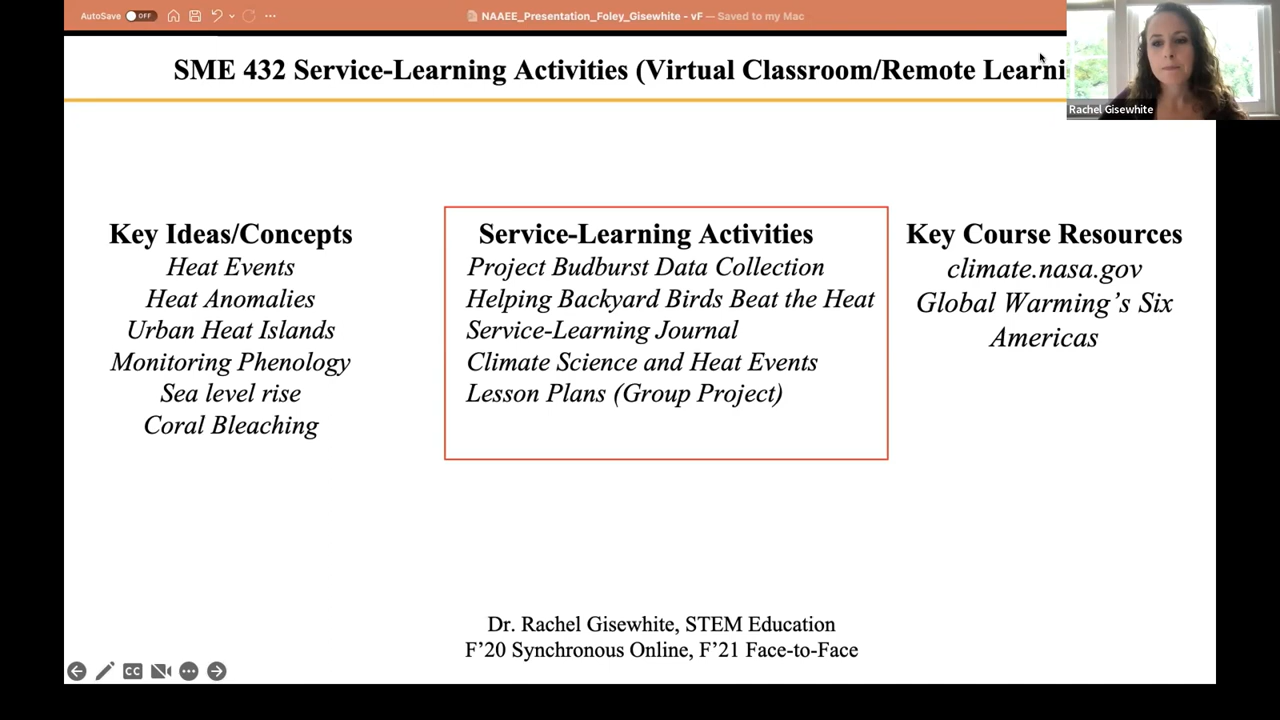 AutoSave OFF
NAAEE_Presentation_Foley_Gisewhite - vF — Saved to my Mac
SME 432 Service-Learning Activities (Virtual Classroom/Remote Learni
Rachel Gisewhite
Key Ideas/Concepts
Heat Events
Heat Anomalies
Urban Heat Islands
Monitoring Phenology
Sea level rise
Coral Bleaching
Service-Learning Activities
Project Budburst Data Collection
Helping Backyard Birds Beat the Heat
Service-Learning Journal
Climate Science and Heat Events
Lesson Plans (Group Project)
Key Course Resources
climate.nasa.gov
Global Warming’s Six
Americas
Dr. Rachel Gisewhite, STEM Education
F’20 Synchronous Online, F’21 Face-to-Face
CC